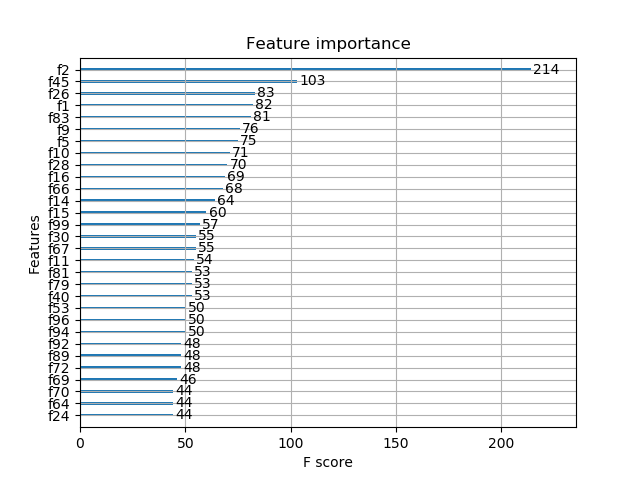 Feature importance
Features
f2 214
f45 103
f26 83
f1 82
f83 81
f9 76
f5 75
f10 71
f28 70
f16 69
f66 68
f14 64
f15 60
f99 57
f30 55
f67 55
f11 54
f81 53
f79 53
f40 53
f53 50
f96 50
f94 50
f92 48
f89 48
f72 48
f69 46
f70 44
f64 44
f24 44
0 50 100 150 200
F score